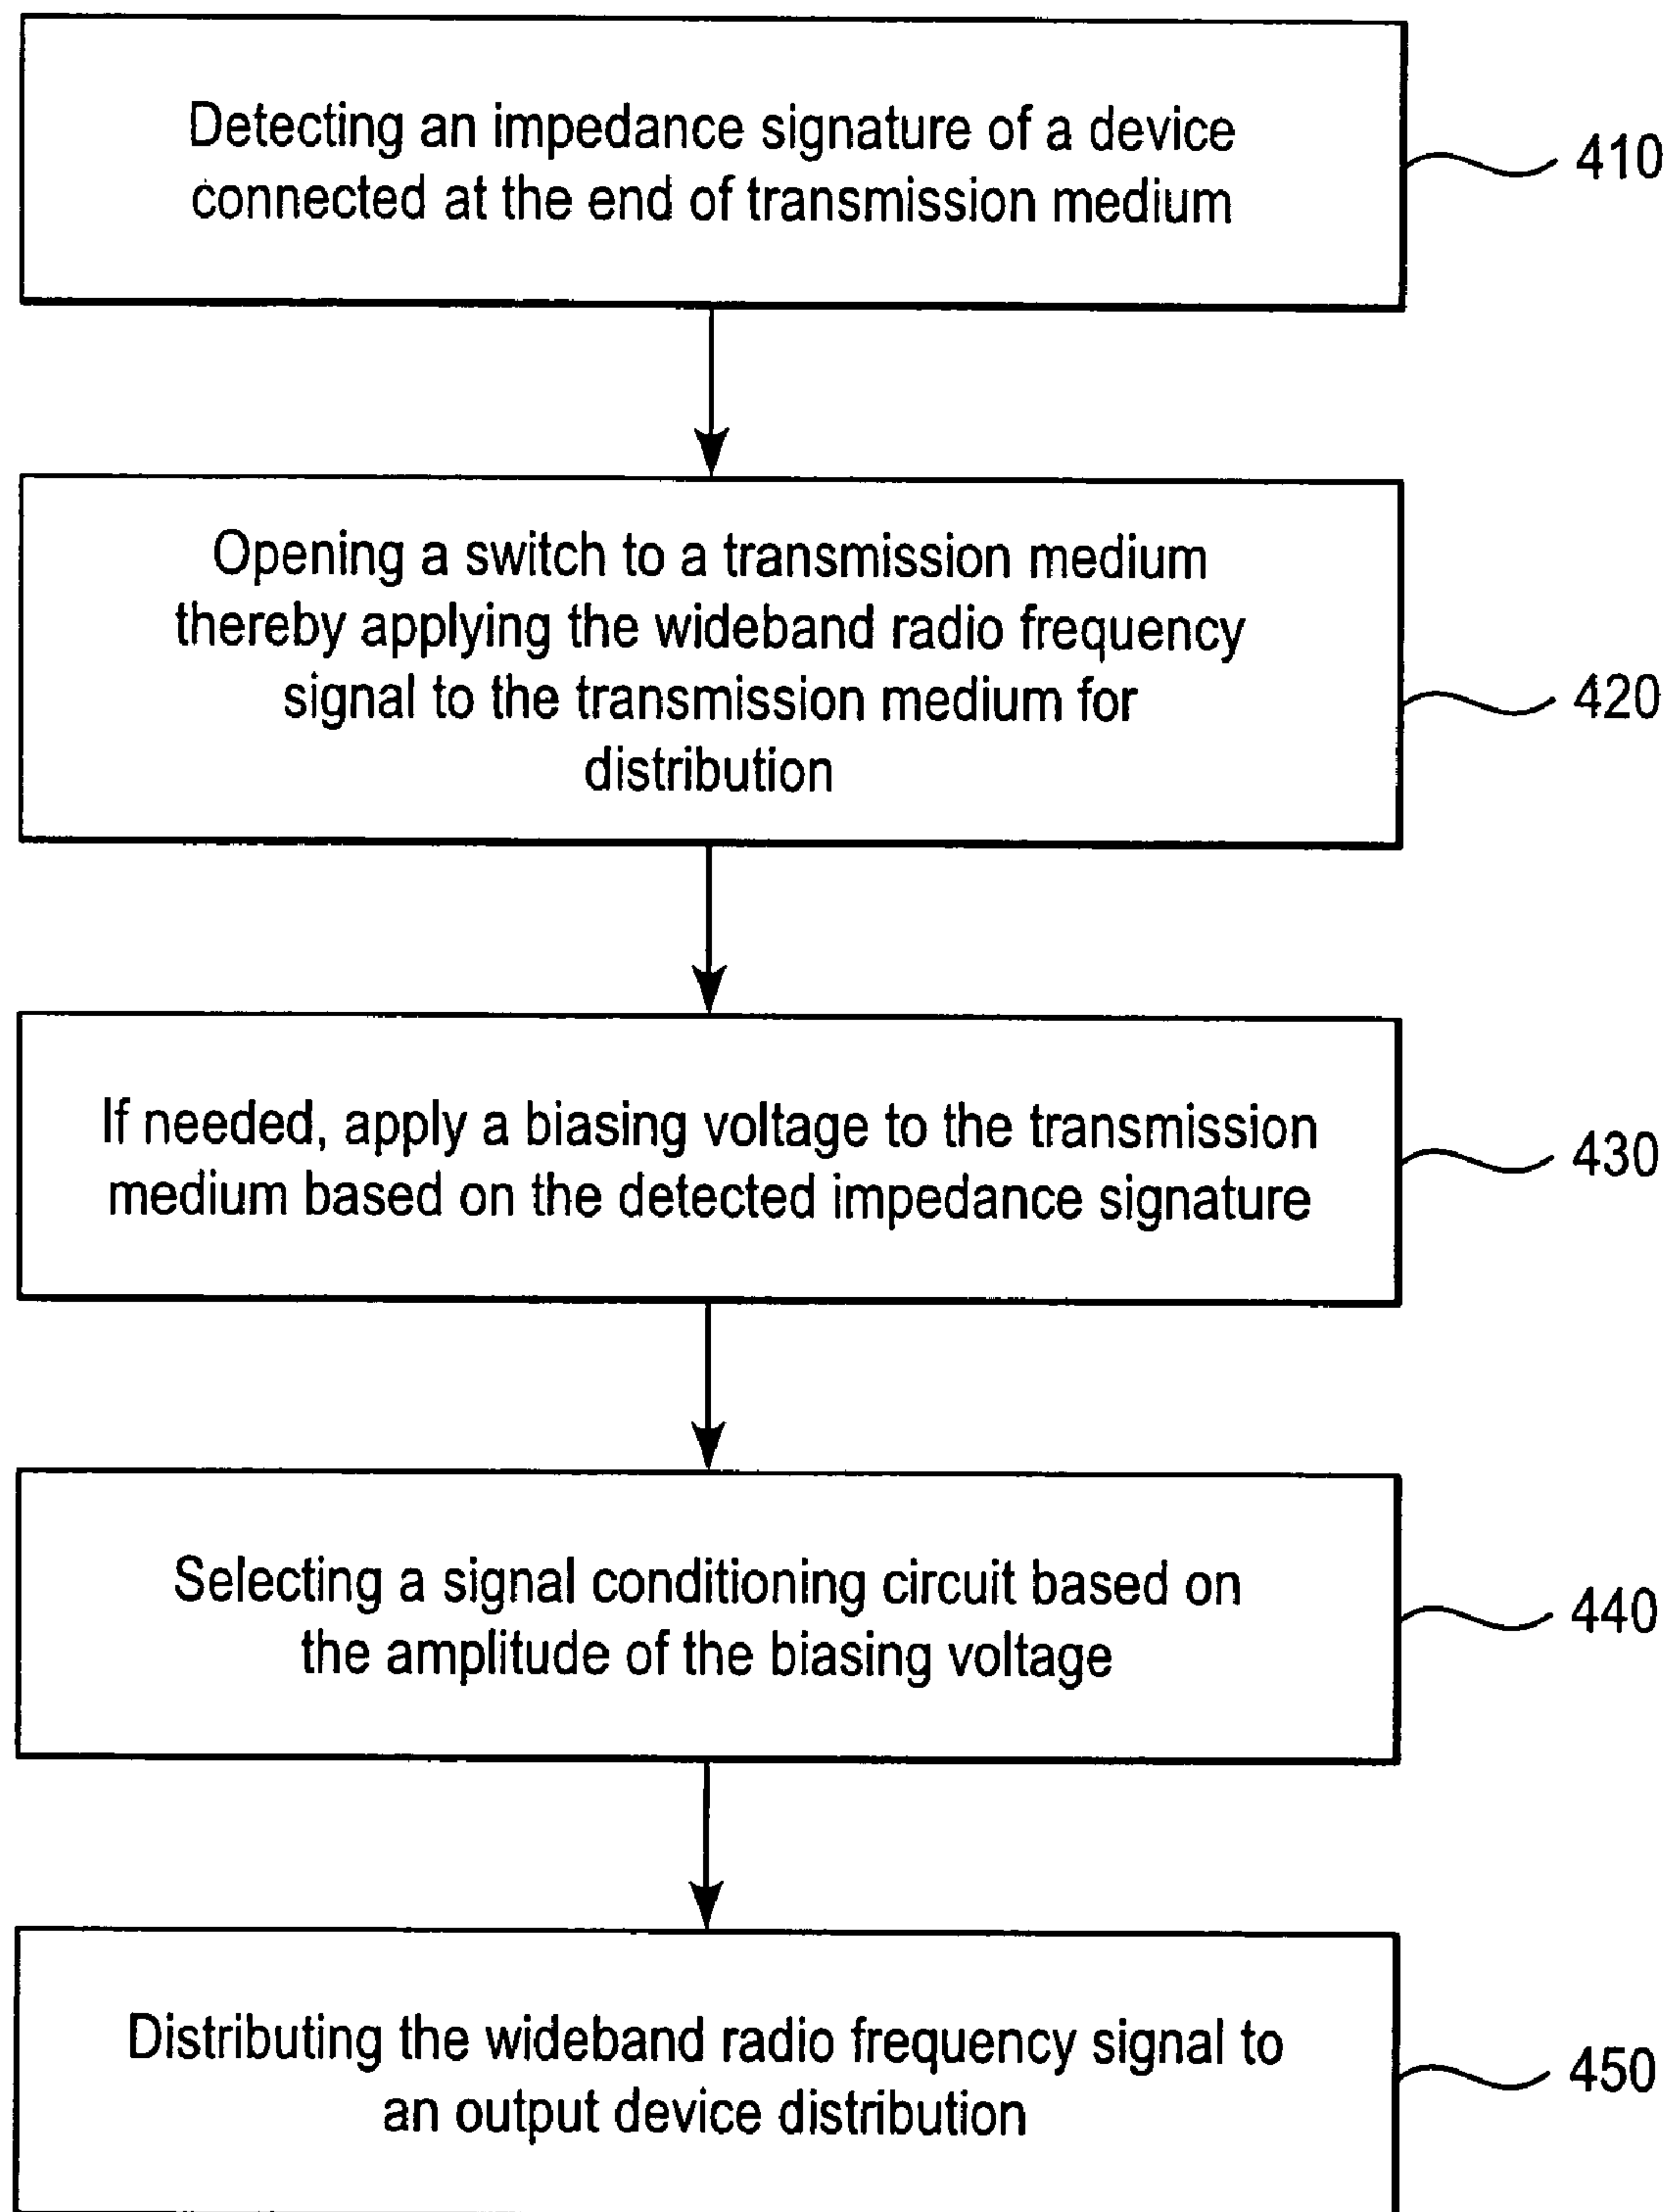 Detecting an impedance signature of a device
connected at the end of transmission medium
410
Opening a switch to a transmission medium
thereby applying the wideband radio frequency
signal to the transmission medium for
distribution
420
If needed, apply a biasing voltage to the transmission
medium based on the detected impedance signature
430
Selecting a signal conditioning circuit based on
the amplitude of the biasing voltage
440
Distributing the wideband radio frequency signal to
an output device distribution
450